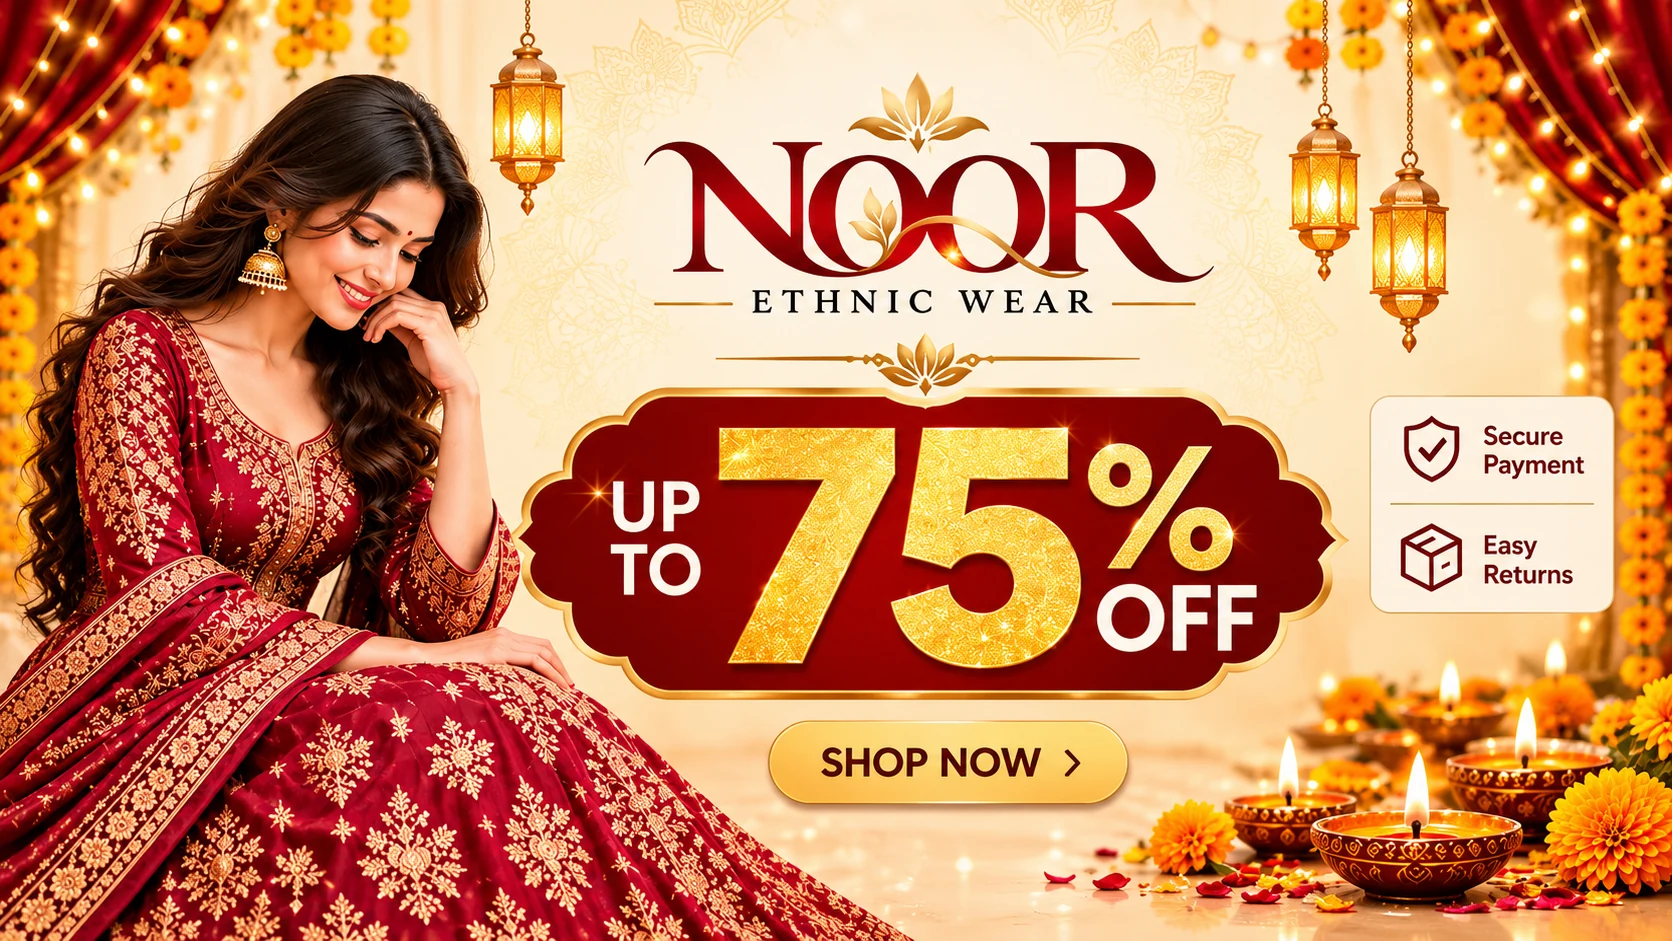 NOOR
ETHNIC WEAR
UP
TO
75%
OFF
SHOP NOW
Secure
Payment
Easy
Returns